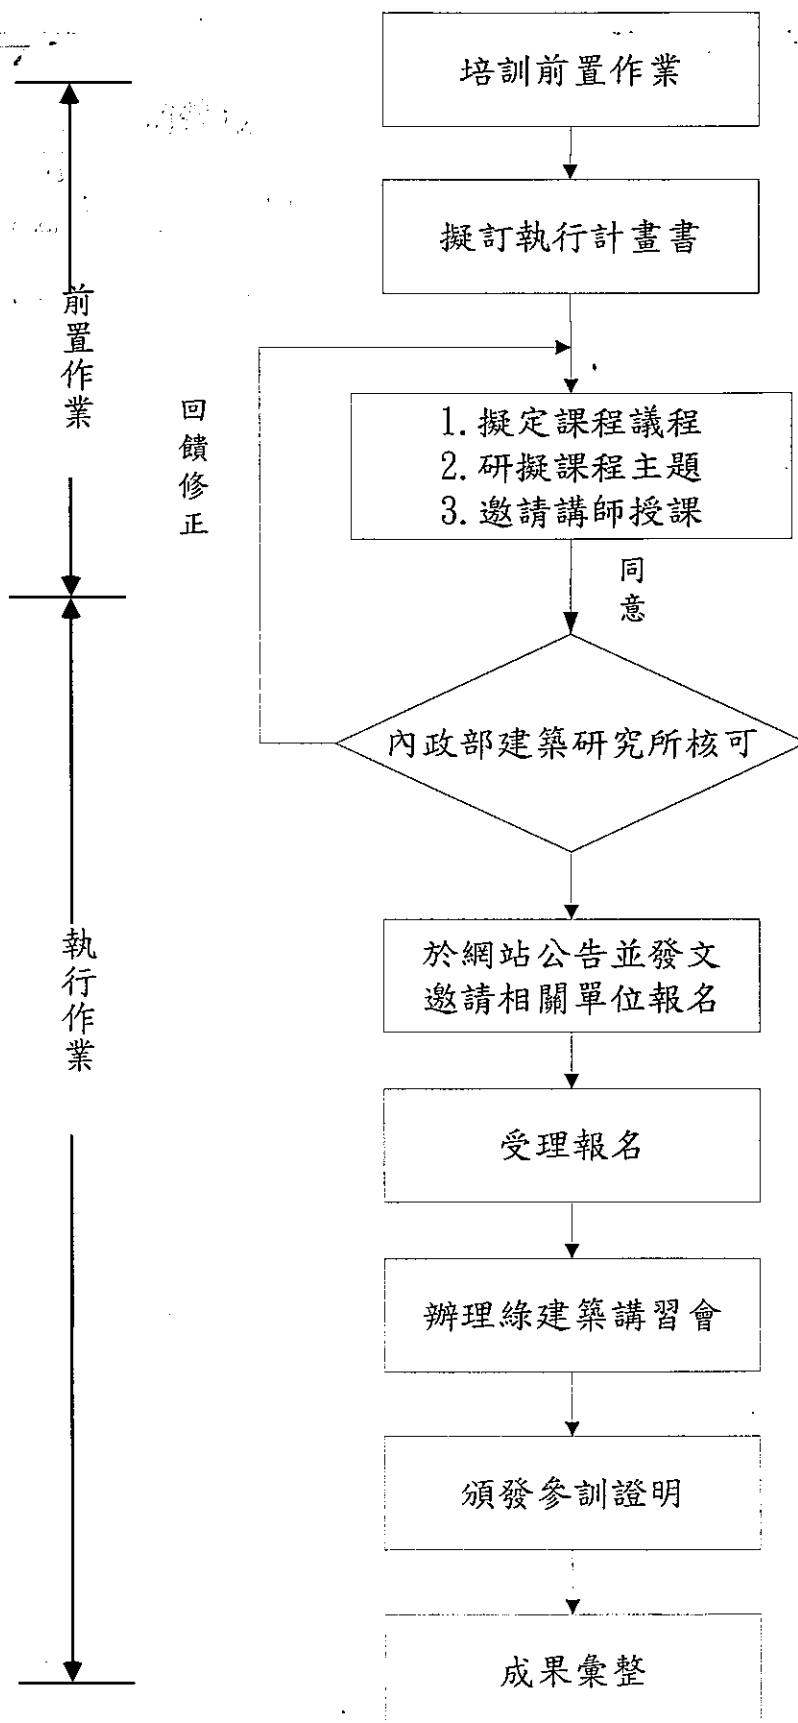 培訓前置作業
擬訂執行計畫書
前置作業
回饋修正
1. 擬定課程議程
2. 研擬課程主題
3. 邀請講師授課
同意
內政部建築研究所核可
執行作業
於網站公告並發文
邀請相關單位報名
受理報名
辦理綠建築講習會
頒發參訓證明
成果彙整